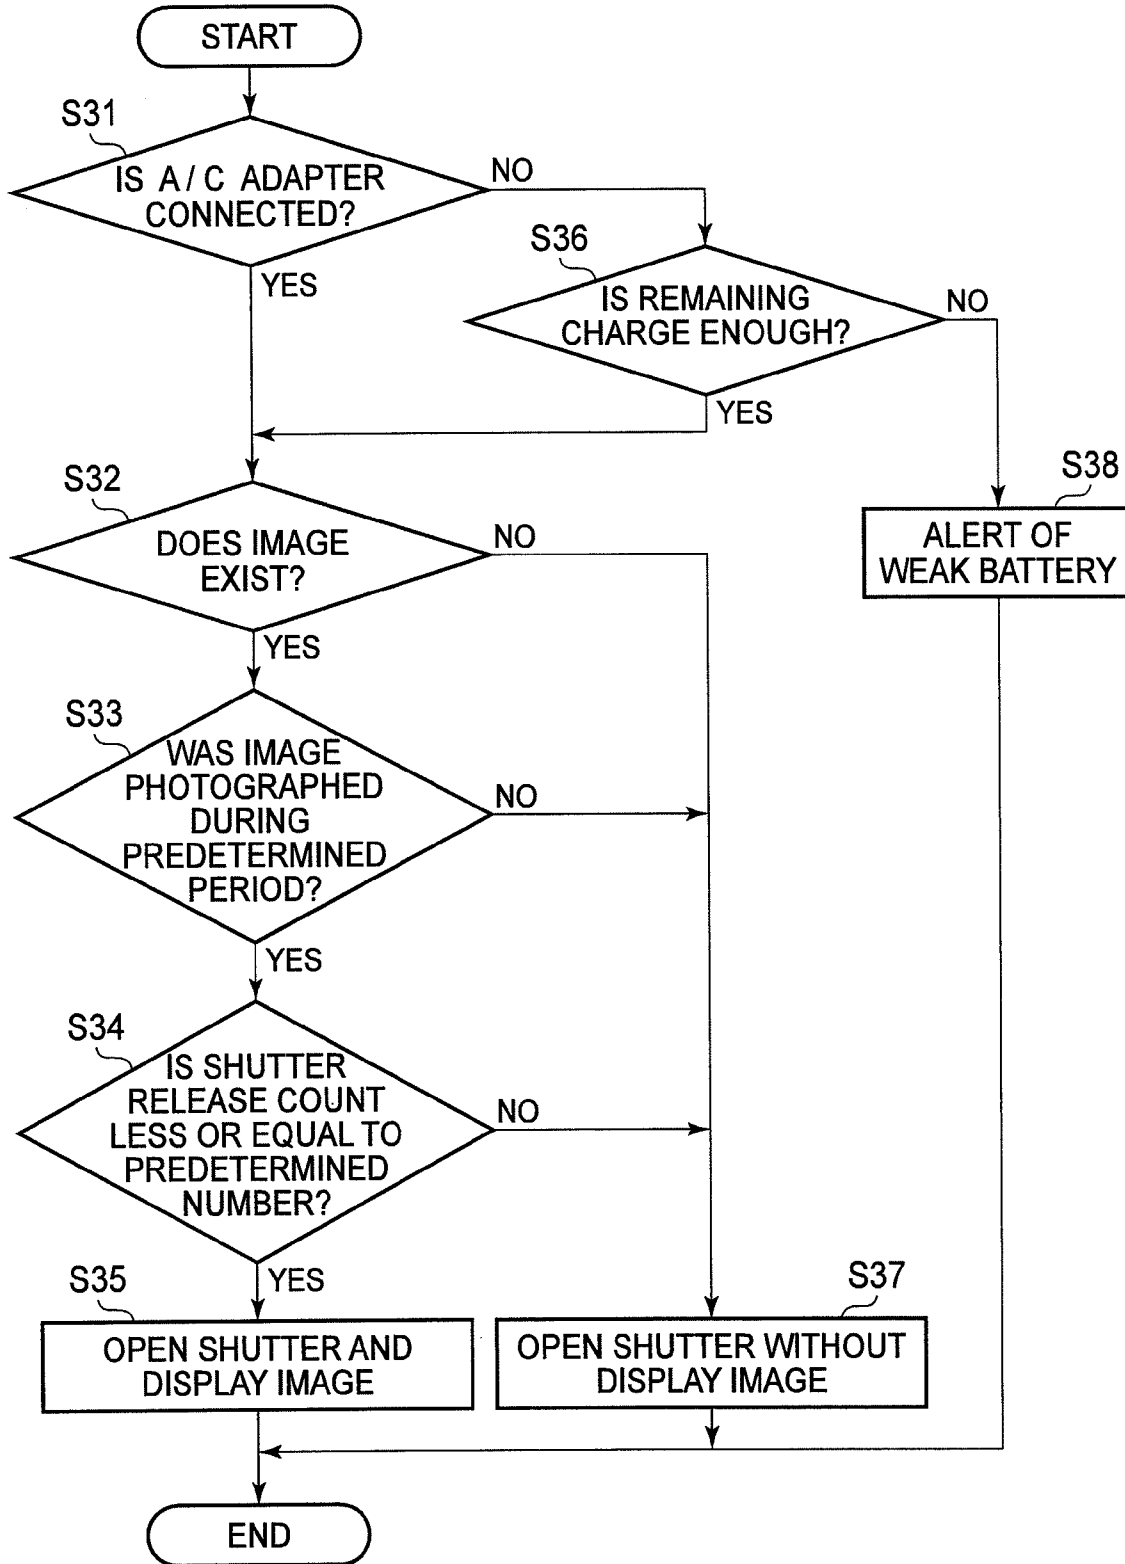 START
S31
IS A/C ADAPTER
CONNECTED?
NO
YES
S36
IS REMAINING
CHARGE ENOUGH?
NO
YES
S38
ALERT OF
WEAK BATTERY
S32
DOES IMAGE
EXIST?
NO
YES
S33
WAS IMAGE
PHOTOGRAPHED
DURING
PREDETERMINED
PERIOD?
NO
YES
S34
IS SHUTTER
RELEASE COUNT
LESS OR EQUAL TO
PREDETERMINED
NUMBER?
NO
YES
S35
OPEN SHUTTER AND
DISPLAY IMAGE
S37
OPEN SHUTTER WITHOUT
DISPLAY IMAGE
END